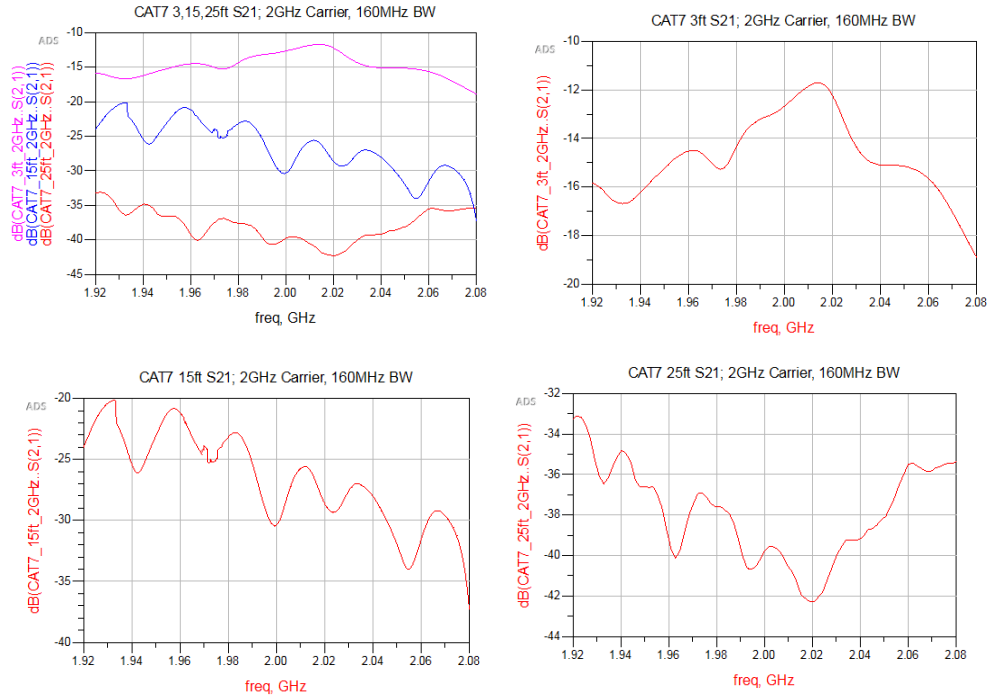 CAT7 3,15,25ft S21; 2GHz Carrier, 160MHz BW
ADS
dB(CAT7_3ft_2GHz..S(2,1))
dB(CAT7_15ft_2GHz..S(2,1))
dB(CAT7_25ft_2GHz..S(2,1))
-10
-15
-20
-25
-30
-35
-40
-45
1.92 1.94 1.96 1.98 2.00 2.02 2.04 2.06 2.08
freq, GHz
CAT7 3ft S21; 2GHz Carrier, 160MHz BW
ADS
dB(CAT7_3ft_2GHz..S(2,1))
-10
-12
-14
-16
-18
-20
1.92 1.94 1.96 1.98 2.00 2.02 2.04 2.06 2.08
freq, GHz
CAT7 15ft S21; 2GHz Carrier, 160MHz BW
ADS
dB(CAT7_15ft_2GHz..S(2,1))
-20
-25
-30
-35
-40
1.92 1.94 1.96 1.98 2.00 2.02 2.04 2.06 2.08
freq, GHz
CAT7 25ft S21; 2GHz Carrier, 160MHz BW
ADS
dB(CAT7_25ft_2GHz..S(2,1))
-32
-34
-36
-38
-40
-42
-44
1.92 1.94 1.96 1.98 2.00 2.02 2.04 2.06 2.08
freq, GHz